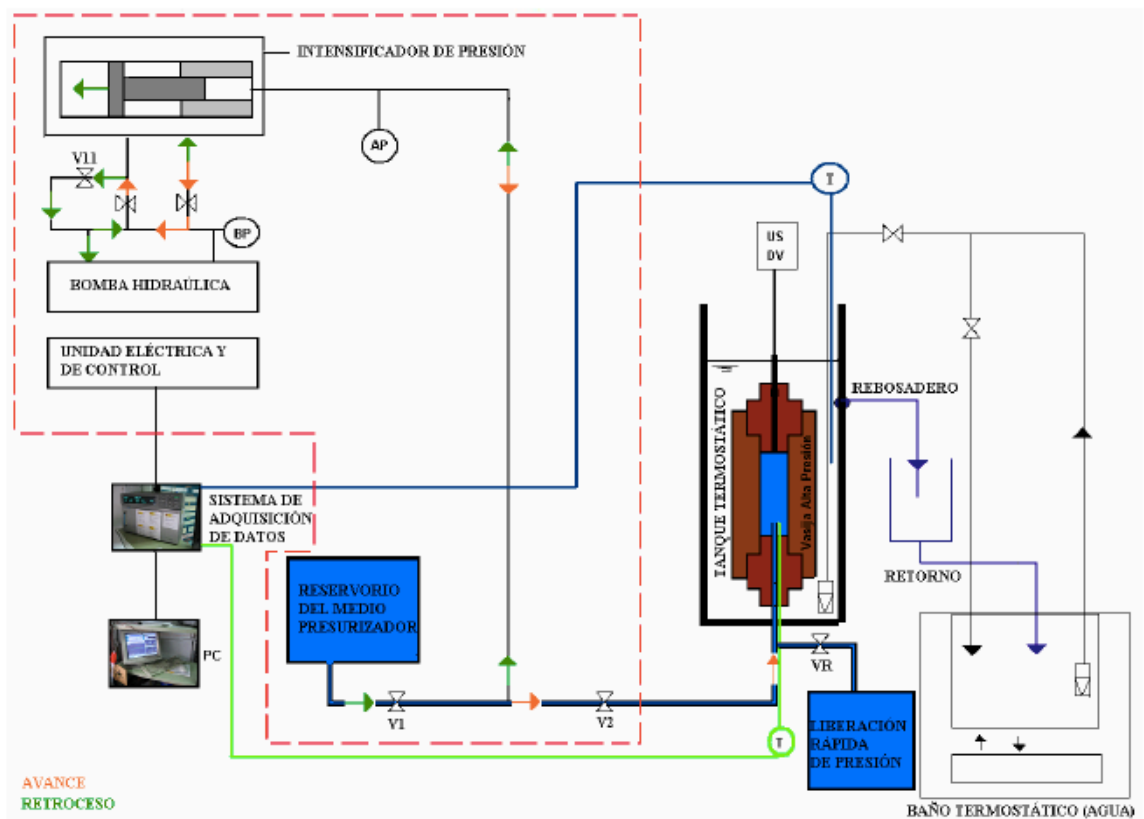 INTENSIFICADOR DE PRESIÓN
AP
V11
BP
BOMBA HIDRAÚLICA
UNIDAD ELÉCTRICA Y
DE CONTROL
T
US
DV
REBOSADERO
TANQUE TERMOSTÁTICO
Vasija Alta Presión
SISTEMA DE
ADQUISICIÓN
DE DATOS
RETORNO
RESERVORIO
DEL MEDIO
PRESURIZADOR
PC
VR
V1
V2
T
LIBERACIÓN
RÁPIDA
DE PRESIÓN
AVANCE
RETROCESO
BAÑO TERMOSTÁTICO (AGUA)